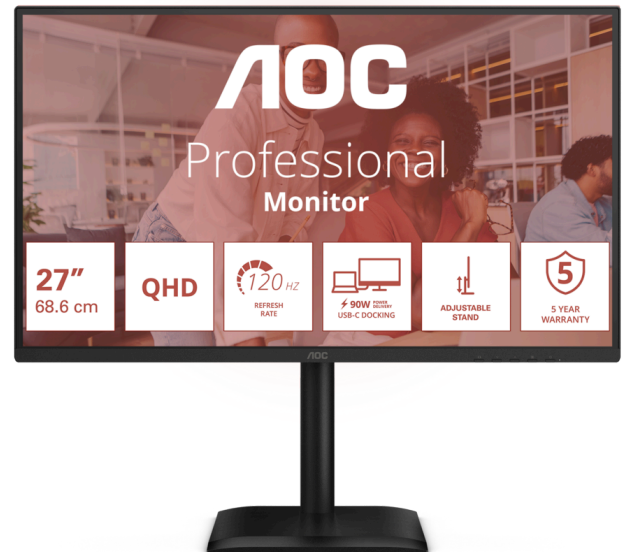 AOC
Professional
Monitor
27"
68.6 cm
QHD
120 HZ
REFRESH
RATE
90W POWER DELIVERY
USB-C DOCKING
ADJUSTABLE
STAND
5
5 YEAR
WARRANTY
AOC